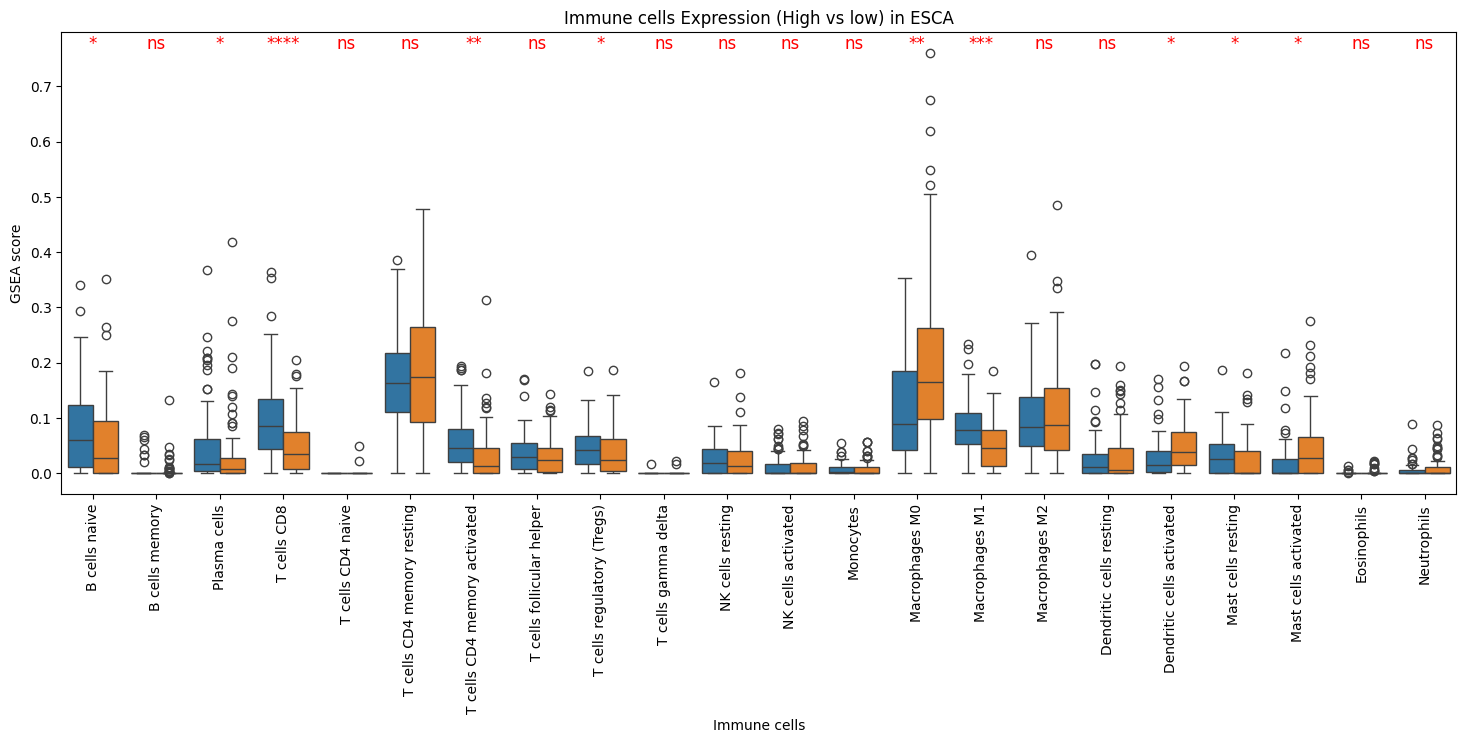 Immune cells Expression (High vs low) in ESCA
* ns * **** ns ns ** ns * ns ns ns ns ** *** ns ns * * * ns ns
GSEA score
0.7
0.6
0.5
0.4
0.3
0.2
0.1
0.0
B cells naive
B cells memory
Plasma cells
T cells CD8
T cells CD4 naive
T cells CD4 memory resting
T cells CD4 memory activated
T cells follicular helper
T cells regulatory (Tregs)
T cells gamma delta
NK cells resting
NK cells activated
Monocytes
Macrophages M0
Macrophages M1
Macrophages M2
Dendritic cells resting
Dendritic cells activated
Mast cells resting
Mast cells activated
Eosinophils
Neutrophils
Immune cells